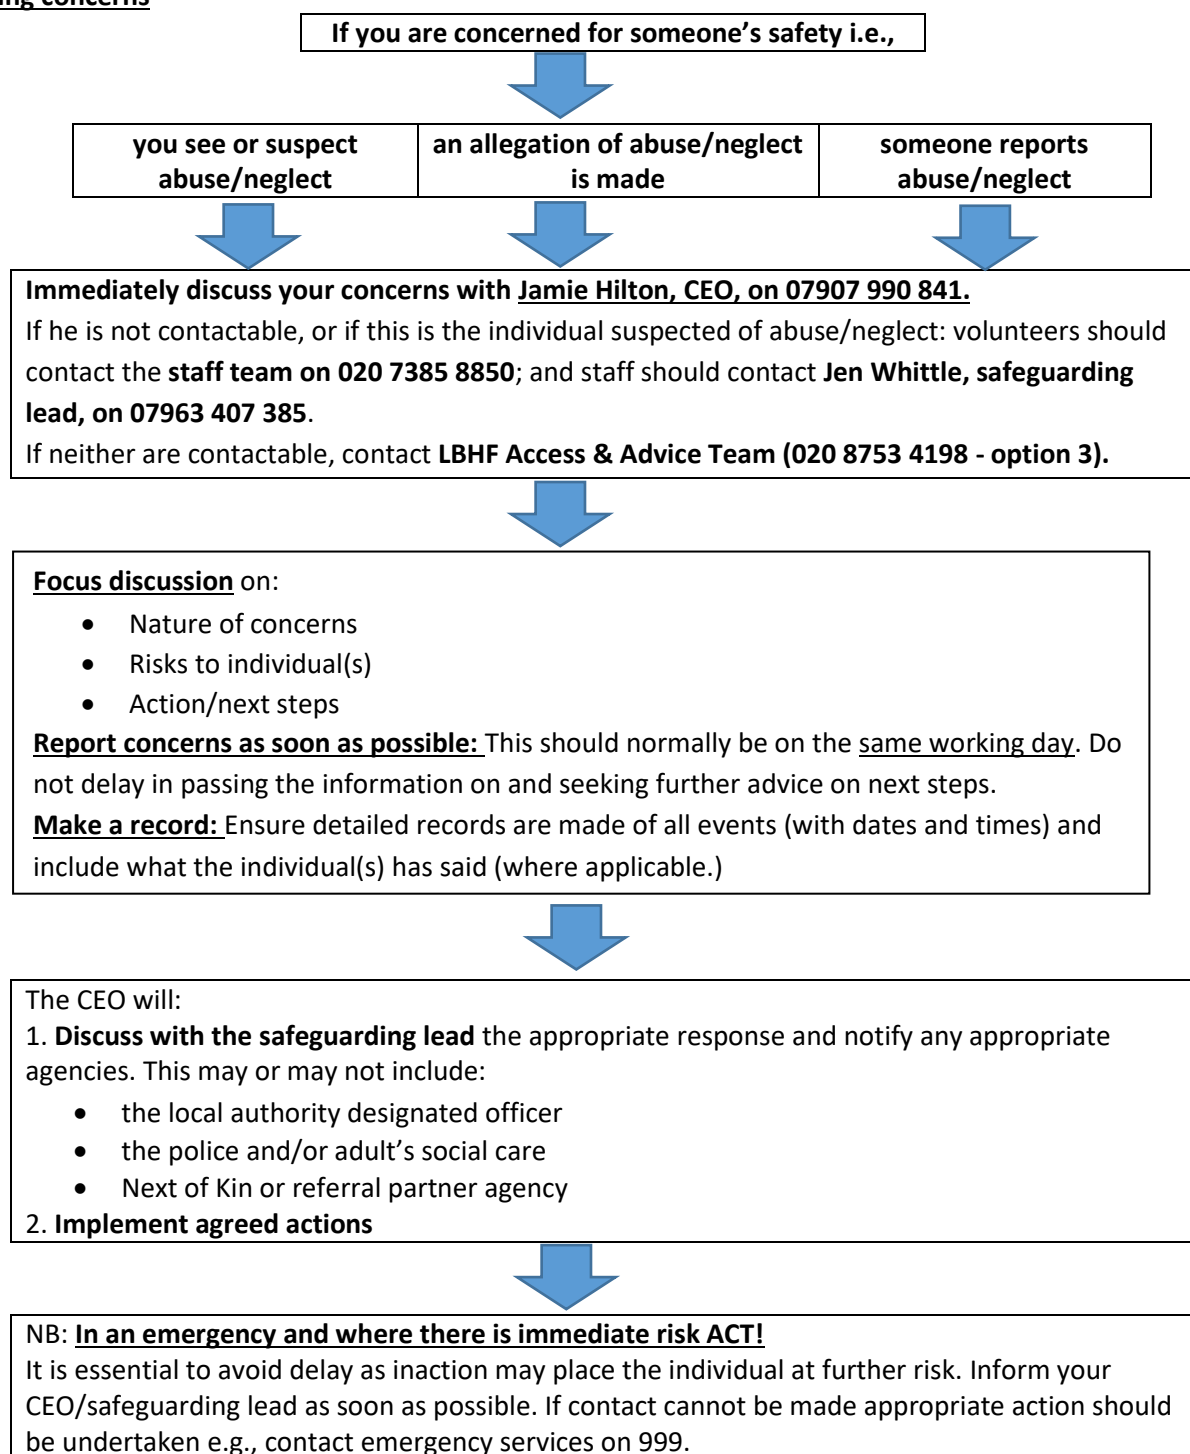 ng concerns
If you are concerned for someone’s safety i.e.,
you see or suspect
abuse/neglect
an allegation of abuse/neglect
is made
someone reports
abuse/neglect
Immediately discuss your concerns with Jamie Hilton, CEO, on 07907 990 841.
If he is not contactable, or if this is the individual suspected of abuse/neglect: volunteers should
contact the staff team on 020 7385 8850; and staff should contact Jen Whittle, safeguarding
lead, on 07963 407 385.
If neither are contactable, contact LBHF Access & Advice Team (020 8753 4198 - option 3).
Focus discussion on:
• Nature of concerns
• Risks to individual(s)
• Action/next steps
Report concerns as soon as possible: This should normally be on the same working day. Do
not delay in passing the information on and seeking further advice on next steps.
Make a record: Ensure detailed records are made of all events (with dates and times) and
include what the individual(s) has said (where applicable.)
The CEO will:
1. Discuss with the safeguarding lead the appropriate response and notify any appropriate
agencies. This may or may not include:
• the local authority designated officer
• the police and/or adult’s social care
• Next of Kin or referral partner agency
2. Implement agreed actions
NB: In an emergency and where there is immediate risk ACT!
It is essential to avoid delay as inaction may place the individual at further risk. Inform your
CEO/safeguarding lead as soon as possible. If contact cannot be made appropriate action should
be undertaken e.g., contact emergency services on 999.